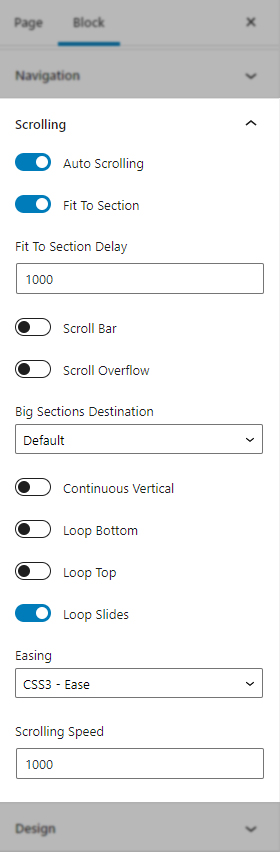 Page Block
Navigation
Scrolling
Auto Scrolling
Fit To Section
Fit To Section Delay
1000
Scroll Bar
Scroll Overflow
Big Sections Destination
Default
Continuous Vertical
Loop Bottom
Loop Top
Loop Slides
Easing
CSS3 - Ease
Scrolling Speed
1000
Design